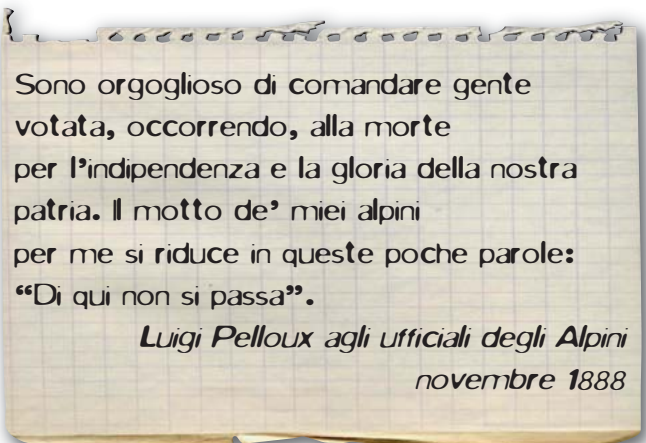 Sono orgoglioso di comandare gente
votata, occorrendo, alla morte
per l'indipendenza e la gloria della nostra
patria. Il motto de' miei alpini
per me si riduce in queste poche parole:
“Di qui non si passa”.
Luigi Pelloux agli ufficiali degli Alpini
novembre 1888